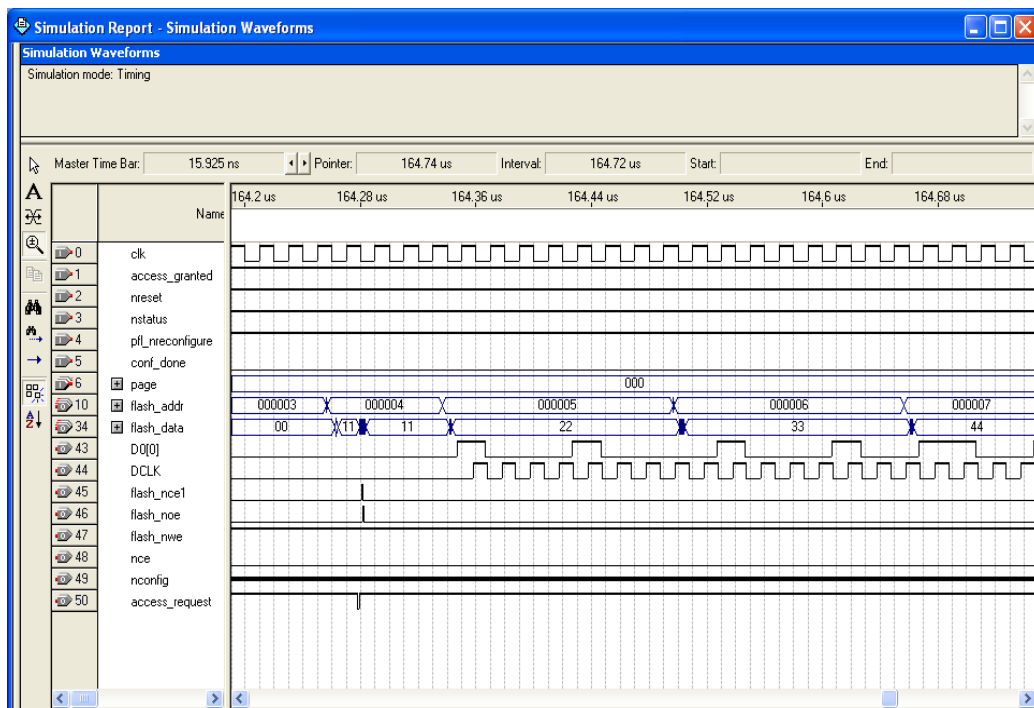 Simulation Report - Simulation Waveforms
Simulation Waveforms
Simulation mode: Timing
Master Time Bar: 15.925 ns Pointer: 164.74 us Interval: 164.72 us Start: End:
Name 164.2 us 164.28 us 164.36 us 164.44 us 164.52 us 164.6 us 164.68 us
0 clk
1 access_granted
2 nreset
3 nstatus
4 pfl_nreconfigure
5 conf_done
6 page 000
10 flash_addr 000003 000004 000005 000006 000007
34 flash_data 00 11 11 22 33 44
43 D0[0]
44 DCLK
45 flash_nce1
46 flash_noe
47 flash_nwe
48 nce
49 nconfig
50 access_request